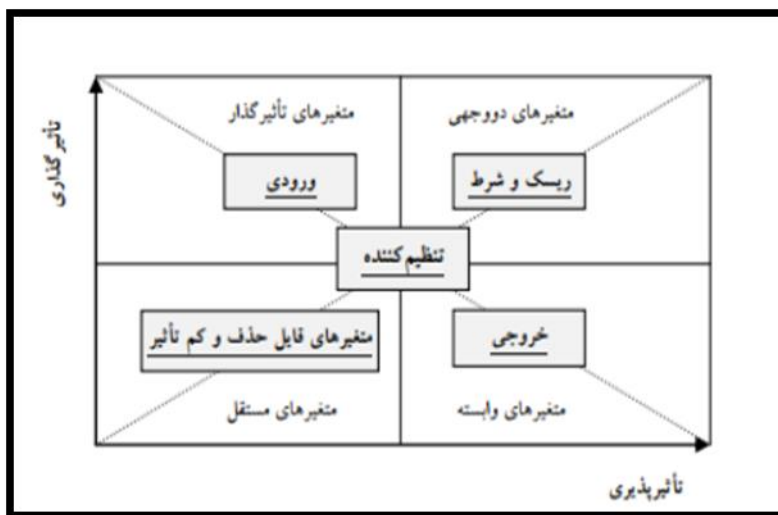 متغیرهای دووجهی
متغیرهای تأثیرگذار
تأثیرگذاری
ریسک و شرط
ورودی
تنظیم‌کننده
خروجی
متغیرهای قابل حذف و کم تأثیر
متغیرهای وابسته
متغیرهای مستقل
تأثیرپذیری